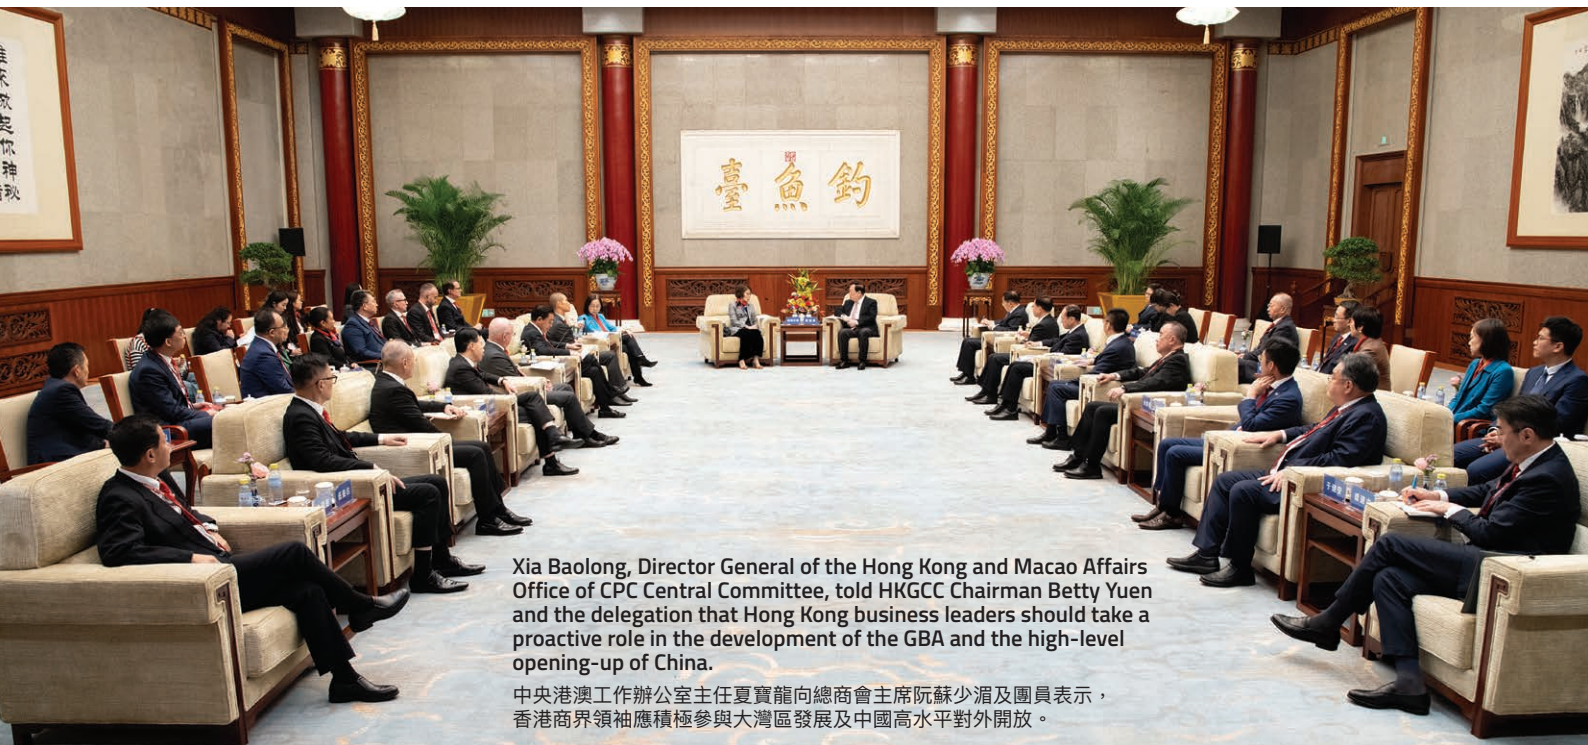 釣魚臺
起你神秘
Xia Baolong, Director General of the Hong Kong and Macao Affairs
Office of CPC Central Committee, told HKGCC Chairman Betty Yuen
and the delegation that Hong Kong business leaders should take a
proactive role in the development of the GBA and the high-level
opening-up of China.
中央港澳工作辦公室主任夏寶龍向總商會主席阮蘇少湄及團員表示，
香港商界領袖應積極參與大灣區發展及中國高水平對外開放。